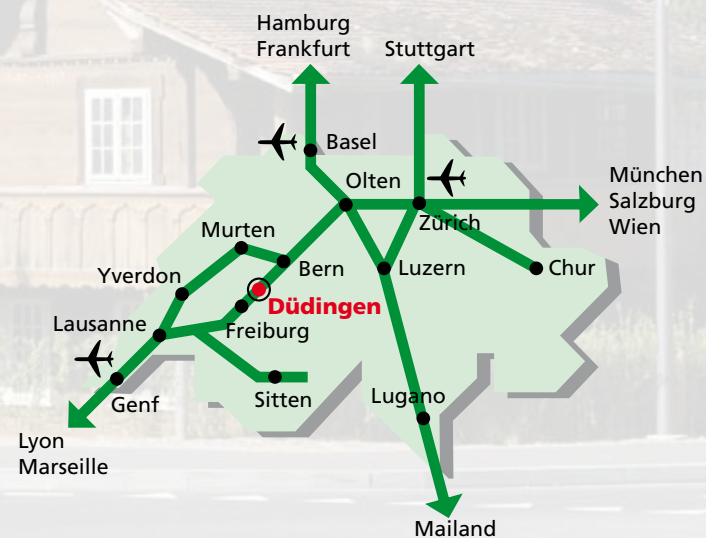 Hamburg
Frankfurt
Stuttgart
Basel
Olten
München
Salzburg
Wien
Zürich
Murten
Bern
Luzern
Chur
Yverdon
Düdingen
Lausanne
Freiburg
Genf
Sitten
Lugano
Lyon
Marseille
Mailand